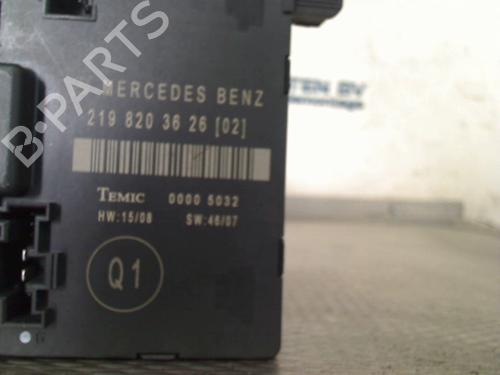 MERCEDES BENZ
219 820 36 26 [02]
TEMIC 0000 5032
HW:15/08 SW:46/07
Q1
B-PARTS